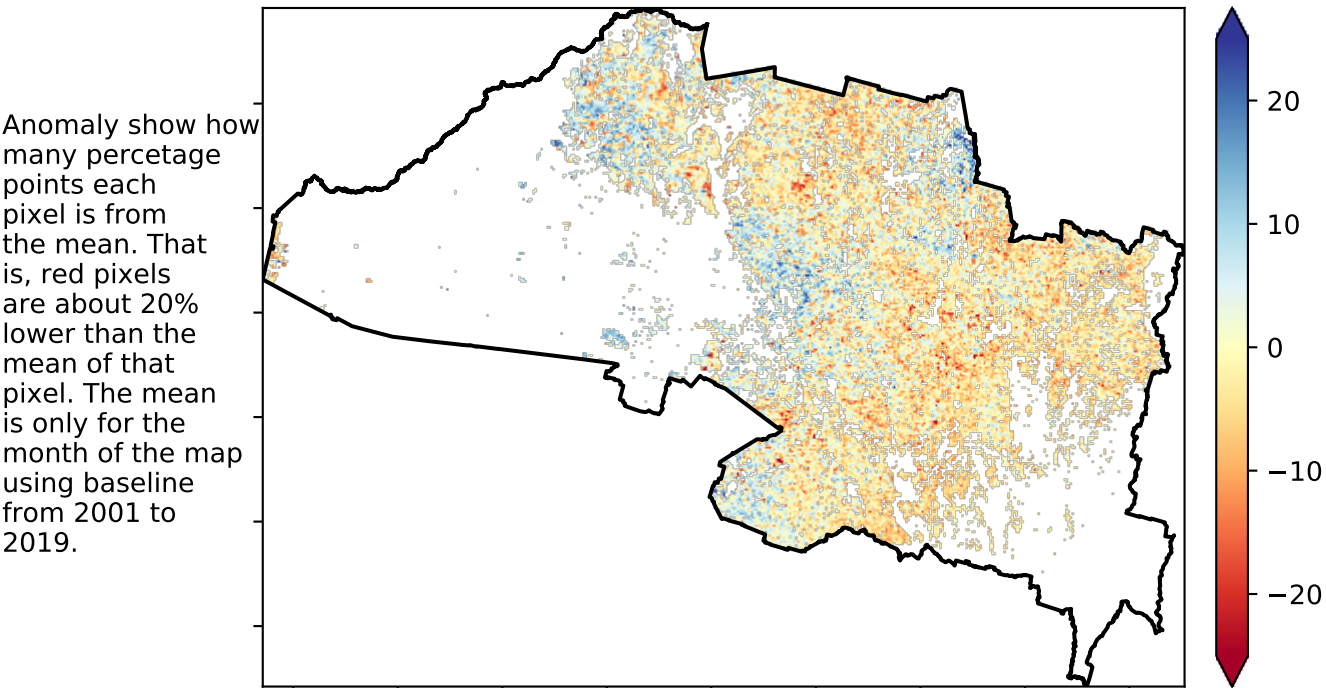 Anomaly show how
many percetage
points each
pixel is from
the mean. That
is, red pixels
are about 20%
lower than the
mean of that
pixel. The mean
is only for the
month of the map
using baseline
from 2001 to
2019.
20
10
0
−10
−20